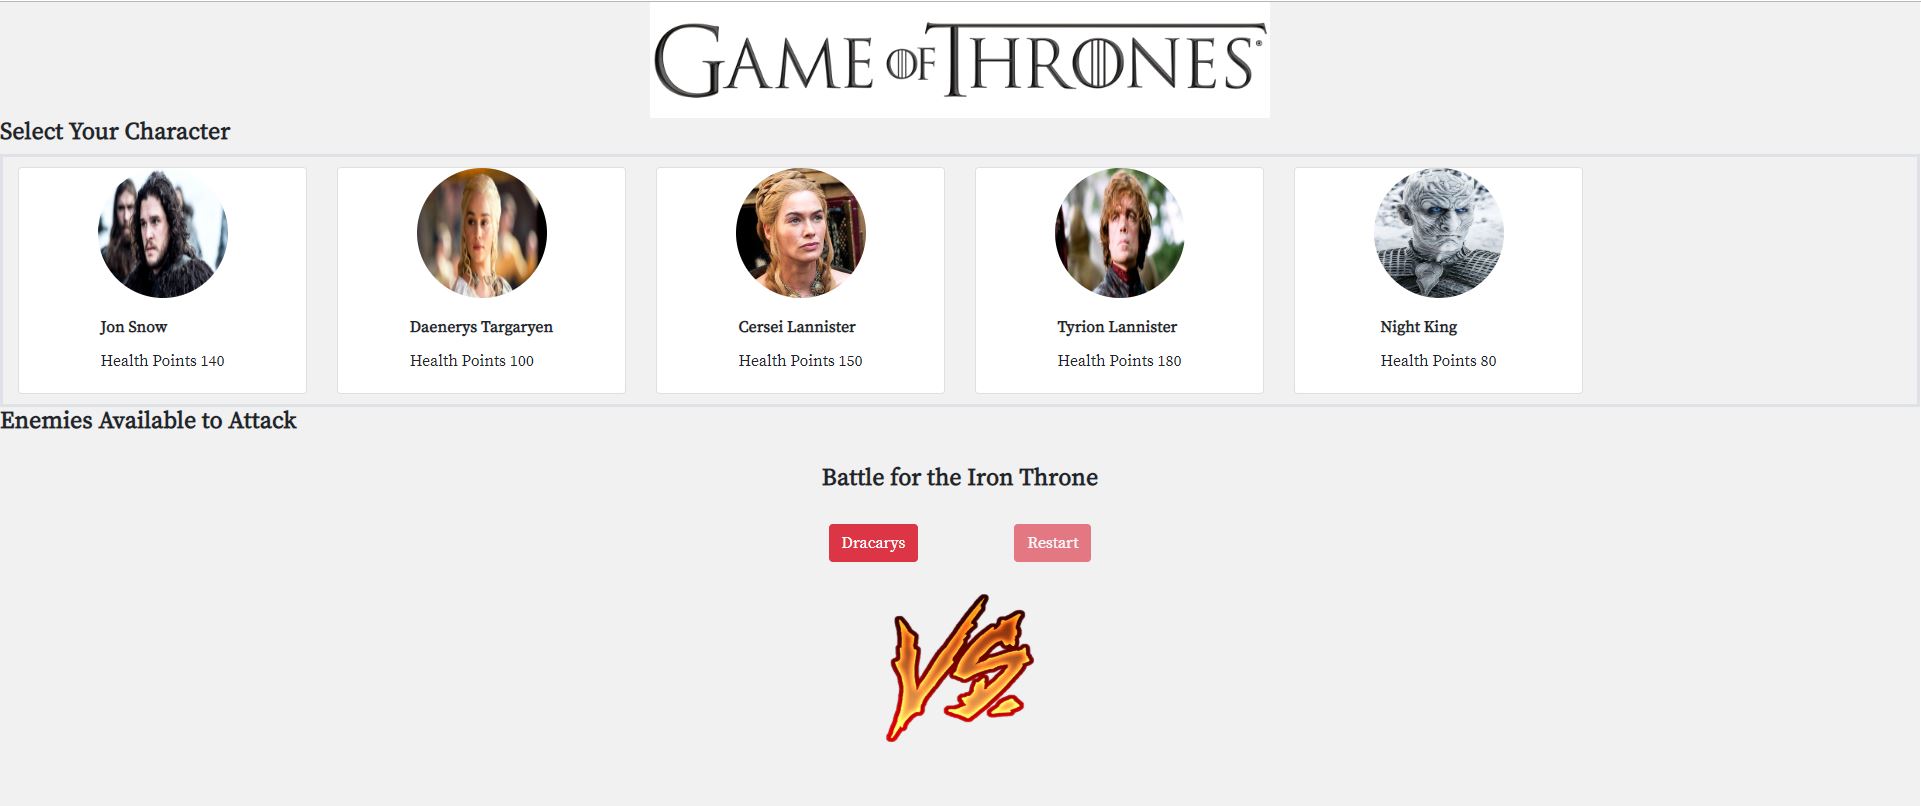 GAME OF THRONES®
Select Your Character
Jon Snow
Health Points 140
Daenerys Targaryen
Health Points 100
Cersei Lannister
Health Points 150
Tyrion Lannister
Health Points 180
Night King
Health Points 80
Enemies Available to Attack
Battle for the Iron Throne
Dracarys
Restart
VS.